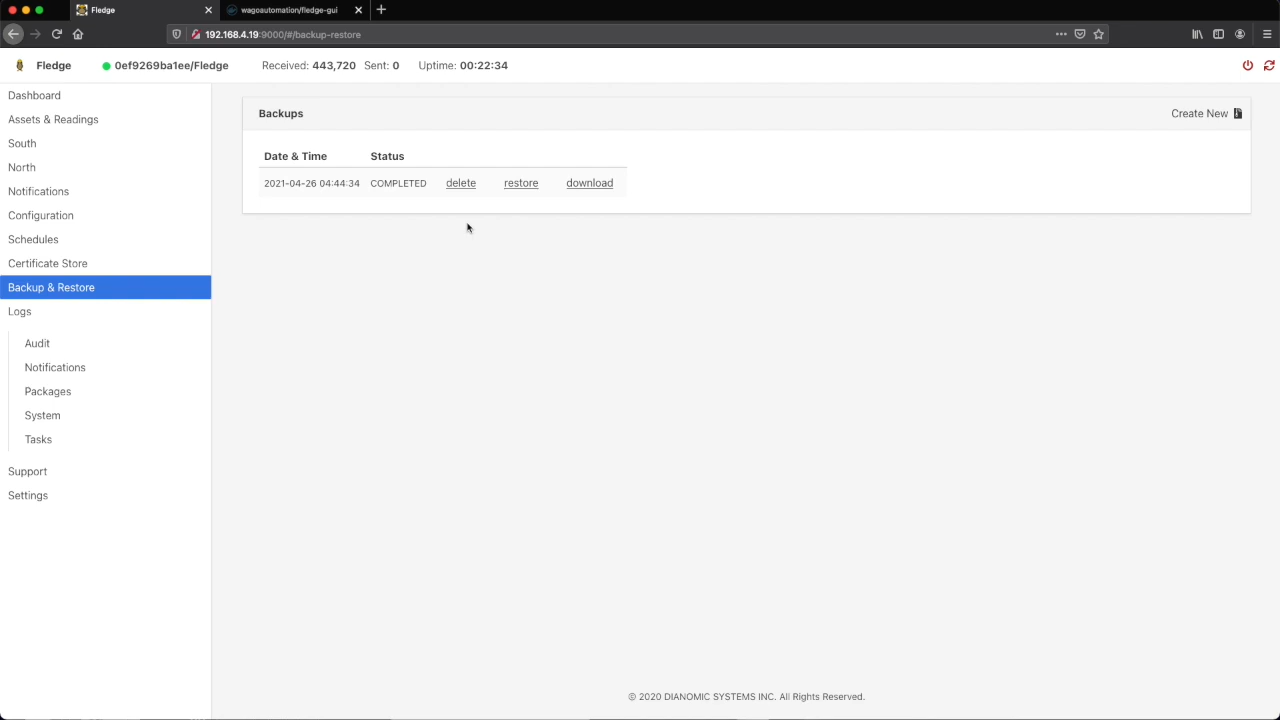 Fledge
wagoautomation/fledge-gui
192.168.4.19:9000/#/backup-restore
Fledge
0ef9269ba1ee/Fledge
Received: 443,720 Sent: 0 Uptime: 00:22:34
Dashboard
Assets & Readings
South
North
Notifications
Configuration
Schedules
Certificate Store
Backup & Restore
Logs
Audit
Notifications
Packages
System
Tasks
Support
Settings
Backups
Create New
Date & Time Status
2021-04-26 04:44:34 COMPLETED delete restore download
© 2020 DIANOMIC SYSTEMS INC. All Rights Reserved.